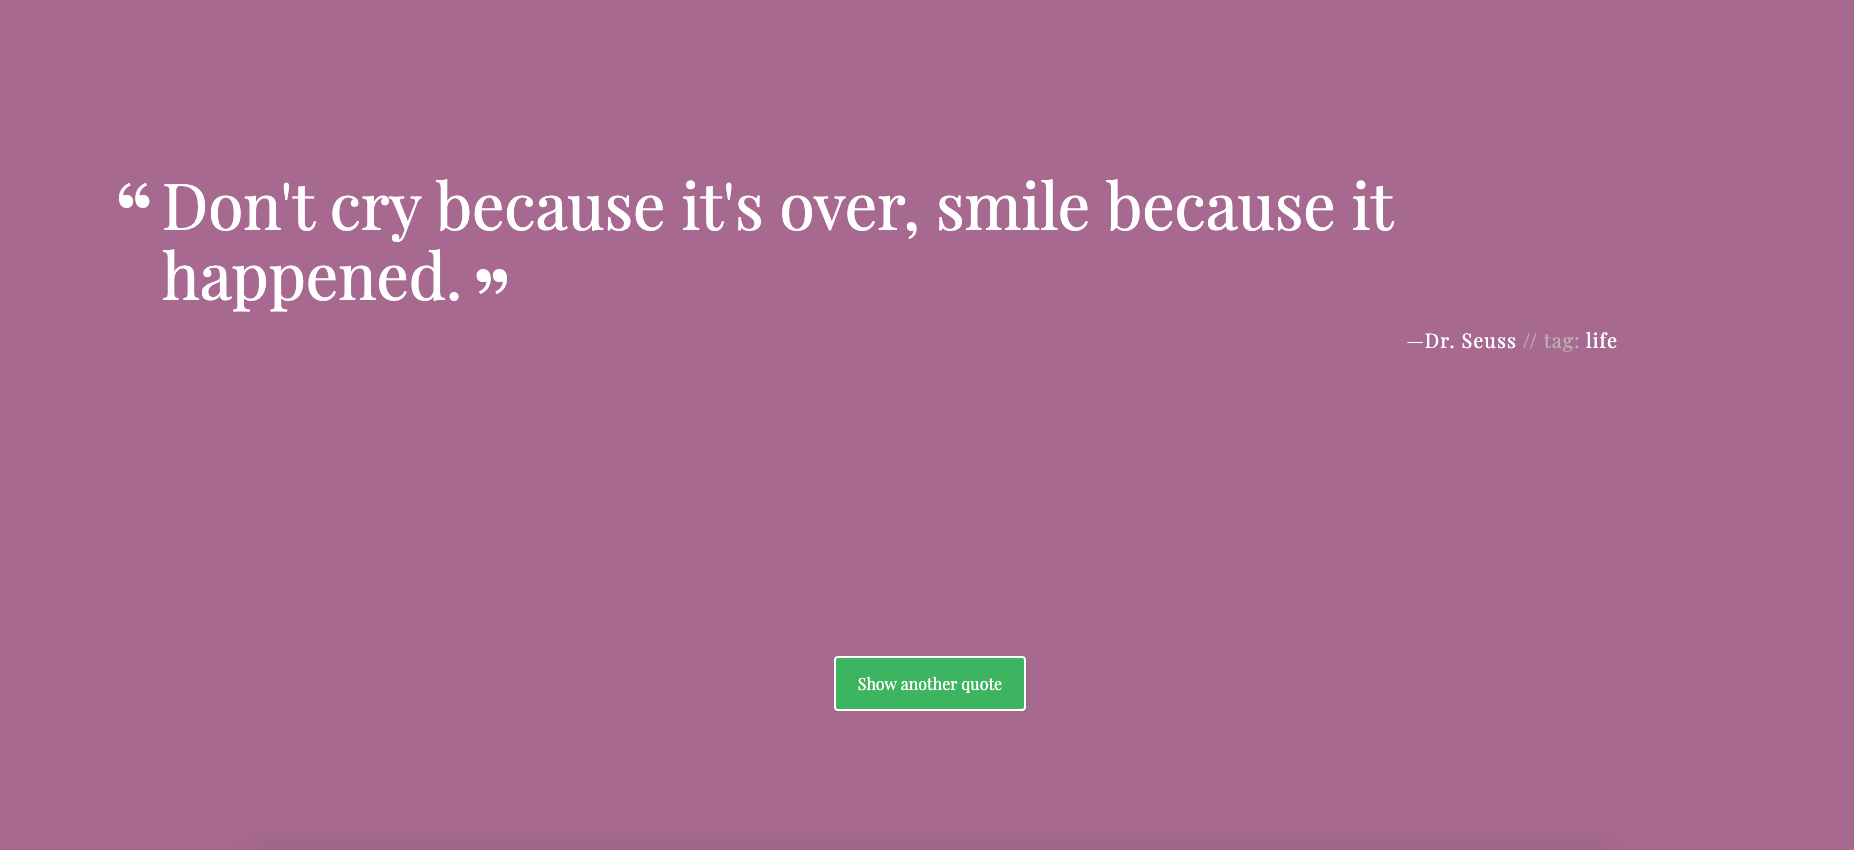 “ Don't cry because it's over, smile because it
happened. ”
—Dr. Seuss // tag: life
Show another quote